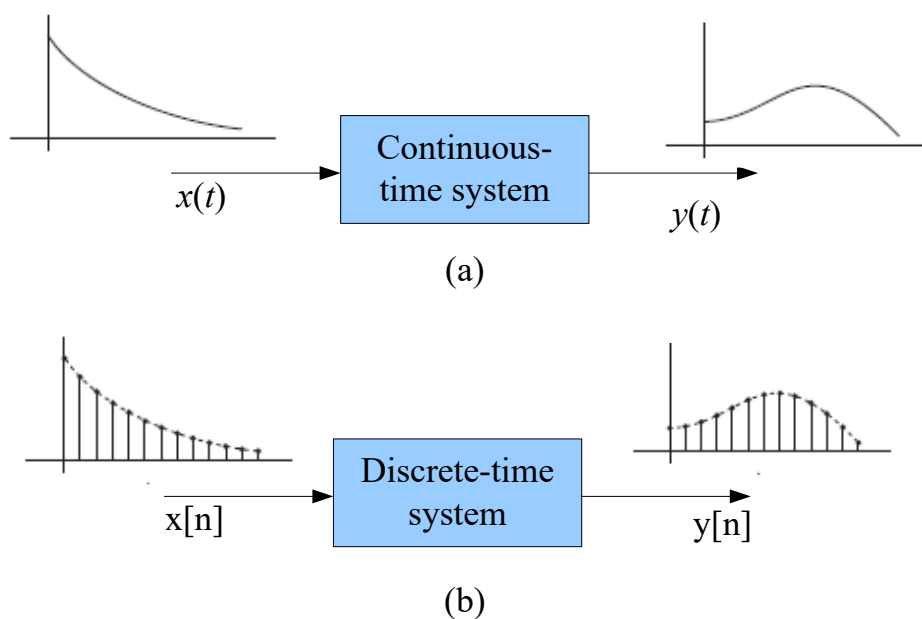 Continuous-
time system
x(t)
y(t)
(a)
Discrete-time
system
x[n]
y[n]
(b)